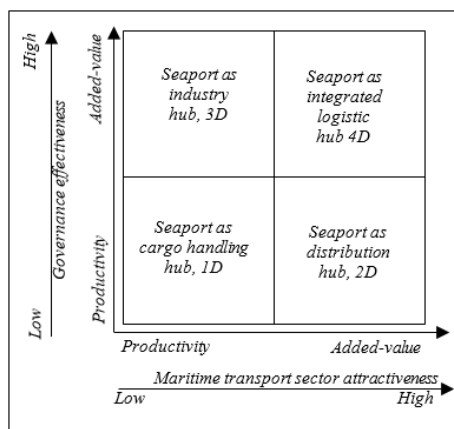 High
Governance effectiveness
Low
Added-value
Productivity
Seaport as
industry
hub, 3D
Seaport as
integrated
logistic
hub 4D
Seaport as
cargo handling
hub, 1D
Seaport as
distribution
hub, 2D
Productivity
Added-value
Maritime transport sector attractiveness
Low
High